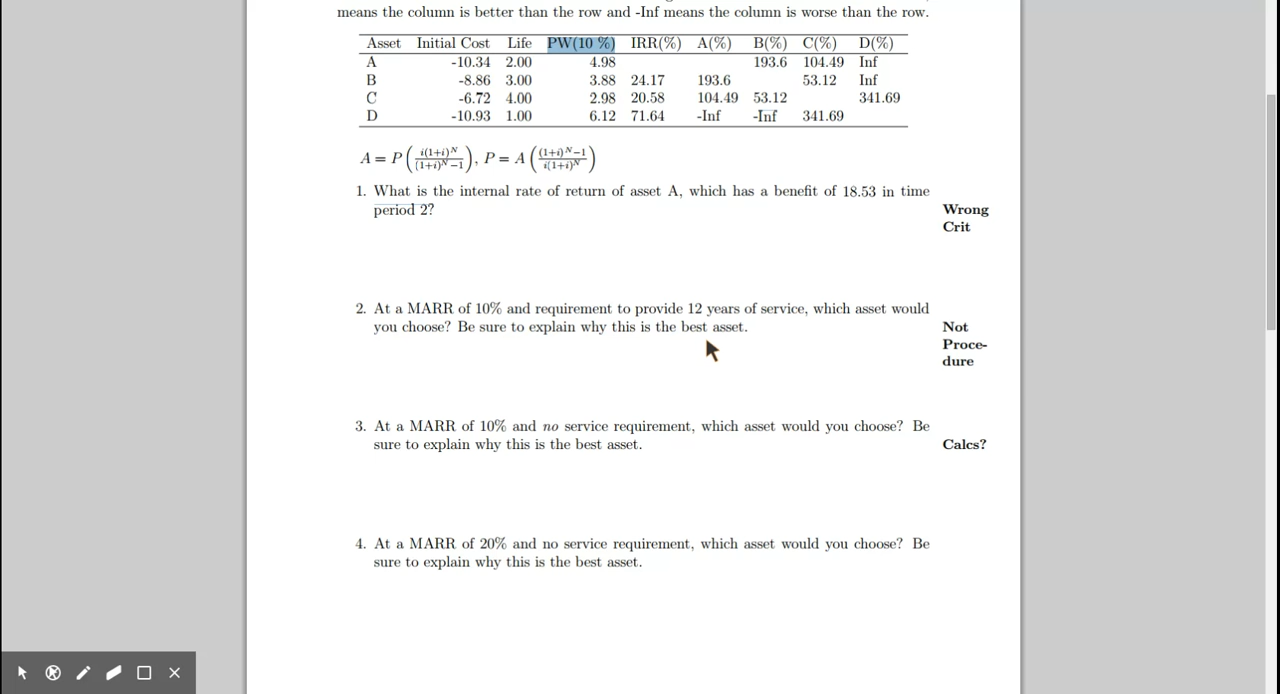 means the column is better than the row and -Inf means the column is worse than the row.
Asset Initial Cost Life PW(10 %) IRR(%) A(%) B(%) C(%) D(%)
A -10.34 2.00 4.98 193.6 104.49 Inf
B -8.86 3.00 3.88 24.17 193.6 53.12 Inf
C -6.72 4.00 2.98 20.58 104.49 53.12 341.69
D -10.93 1.00 6.12 71.64 -Inf -Inf 341.69
A = P ( i(1+i)^N / (1+i)^N −1 ), P = A ( (1+i)^N −1 / i(1+i)^N )
1. What is the internal rate of return of asset A, which has a benefit of 18.53 in time
period 2?
Wrong
Crit
2. At a MARR of 10% and requirement to provide 12 years of service, which asset would
you choose? Be sure to explain why this is the best asset.
Not
Proce-
dure
3. At a MARR of 10% and no service requirement, which asset would you choose? Be
sure to explain why this is the best asset.
Calcs?
4. At a MARR of 20% and no service requirement, which asset would you choose? Be
sure to explain why this is the best asset.